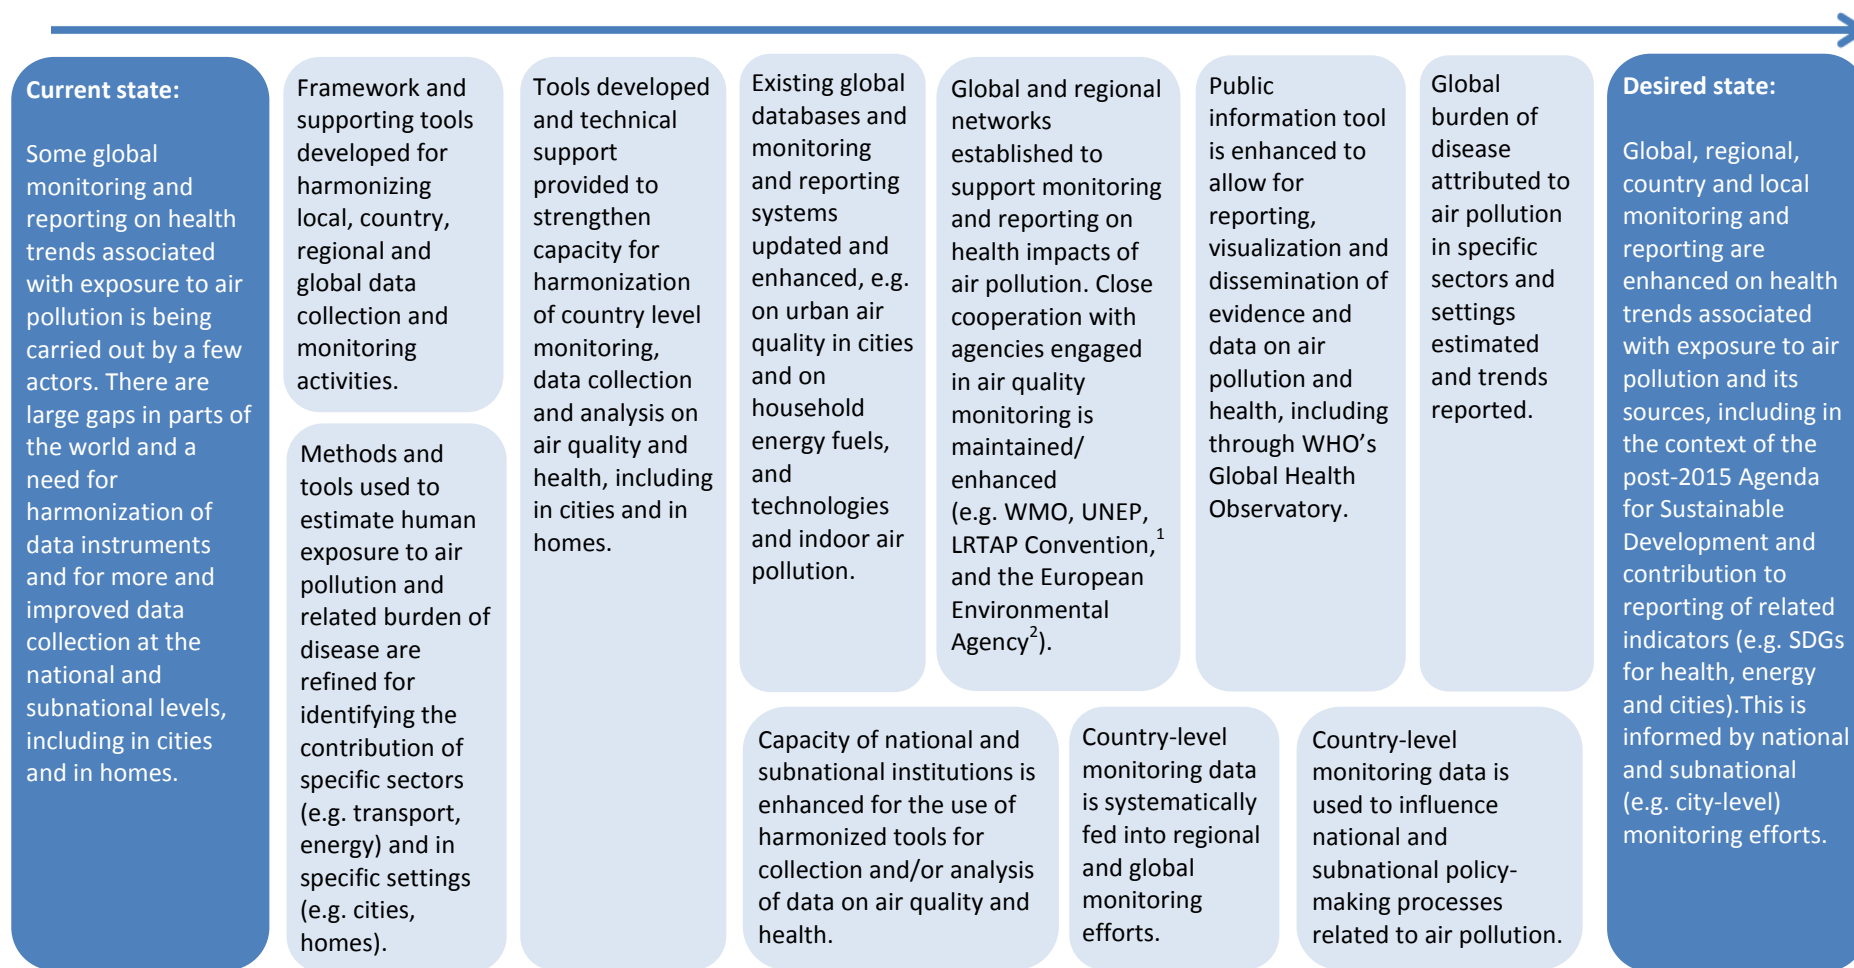 Current state:
Some global
monitoring and
reporting on health
trends associated
with exposure to air
pollution is being
carried out by a few
actors. There are
large gaps in parts of
the world and a
need for
harmonization of
data instruments
and for more and
improved data
collection at the
national and
subnational levels,
including in cities
and in homes.
Framework and
supporting tools
developed for
harmonizing
local, country,
regional and
global data
collection and
monitoring
activities.
Methods and
tools used to
estimate human
exposure to air
pollution and
related burden of
disease are
refined for
identifying the
contribution of
specific sectors
(e.g. transport,
energy) and in
specific settings
(e.g. cities,
homes).
Tools developed
and technical
support
provided to
strengthen
capacity for
harmonization
of country level
monitoring,
data collection
and analysis on
air quality and
health, including
in cities and in
homes.
Existing global
databases and
monitoring
and reporting
systems
updated and
enhanced, e.g.
on urban air
quality in cities
and on
household
energy fuels,
and
technologies
and indoor air
pollution.
Global and regional
networks
established to
support monitoring
and reporting on
health impacts of
air pollution. Close
cooperation with
agencies engaged
in air quality
monitoring is
maintained/
enhanced
(e.g. WMO, UNEP,
LRTAP Convention,1
and the European
Environmental
Agency2).
Public
information tool
is enhanced to
allow for
reporting,
visualization and
dissemination of
evidence and
data on air
pollution and
health, including
through WHO’s
Global Health
Observatory.
Global
burden of
disease
attributed to
air pollution
in specific
sectors and
settings
estimated
and trends
reported.
Capacity of national and
subnational institutions is
enhanced for the use of
harmonized tools for
collection and/or analysis
of data on air quality and
health.
Country-level
monitoring data
is systematically
fed into regional
and global
monitoring
efforts.
Country-level
monitoring data is
used to influence
national and
subnational policy-
making processes
related to air pollution.
Desired state:
Global, regional,
country and local
monitoring and
reporting are
enhanced on health
trends associated
with exposure to air
pollution and its
sources, including in
the context of the
post-2015 Agenda
for Sustainable
Development and
contribution to
reporting of related
indicators (e.g. SDGs
for health, energy
and cities).This is
informed by national
and subnational
(e.g. city-level)
monitoring efforts.